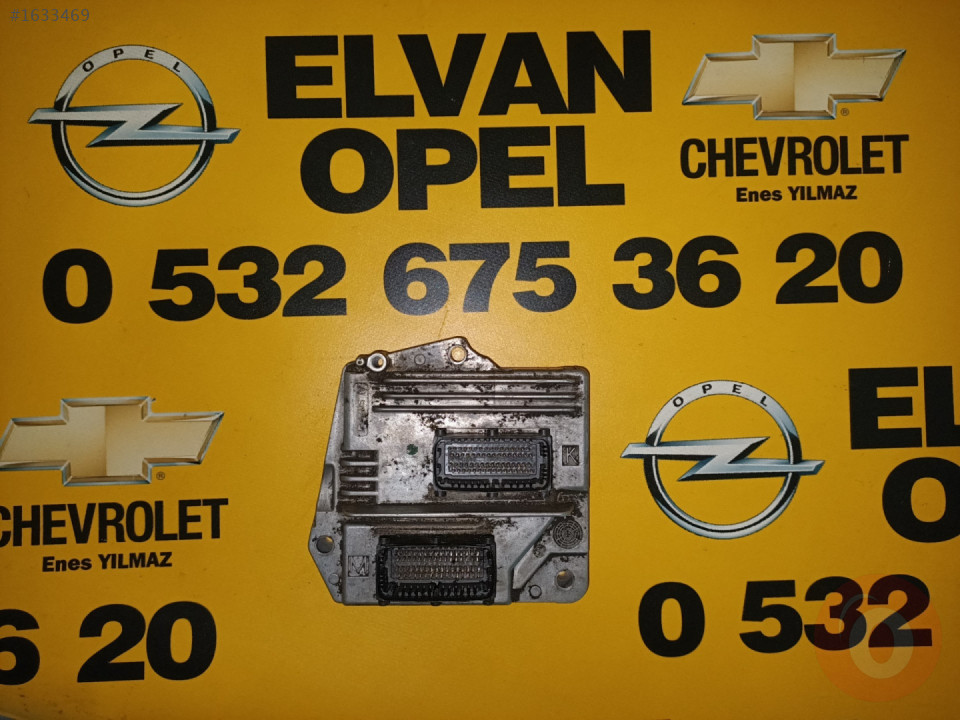 #1633469
OPEL
ELVAN
OPEL
CHEVROLET
®
Enes YILMAZ
0 532 675 36 20
®
CHEVROLET
Enes YILMAZ
6 20
K
M
OPEL
EL
O
0 532
6